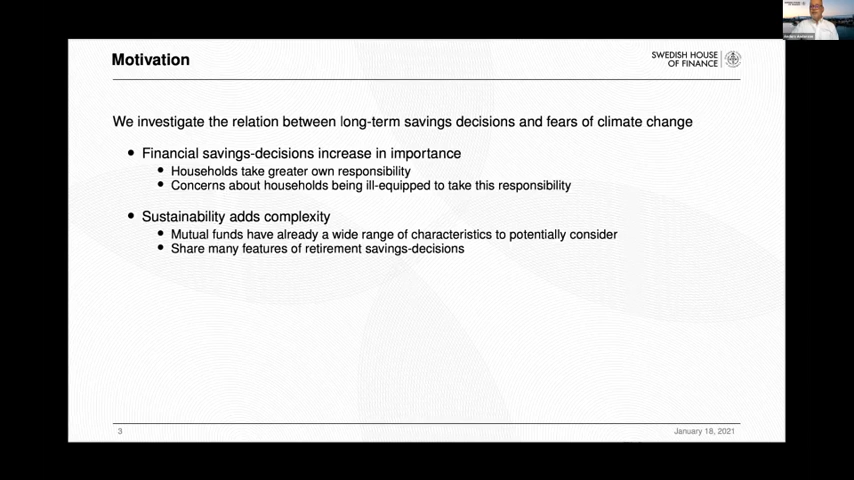 Motivation
SWEDISH HOUSE
OF FINANCE
We investigate the relation between long-term savings decisions and fears of climate change
• Financial savings-decisions increase in importance
• Households take greater own responsibility
• Concerns about households being ill-equipped to take this responsibility
• Sustainability adds complexity
• Mutual funds have already a wide range of characteristics to potentially consider
• Share many features of retirement savings-decisions
3
January 18, 2021